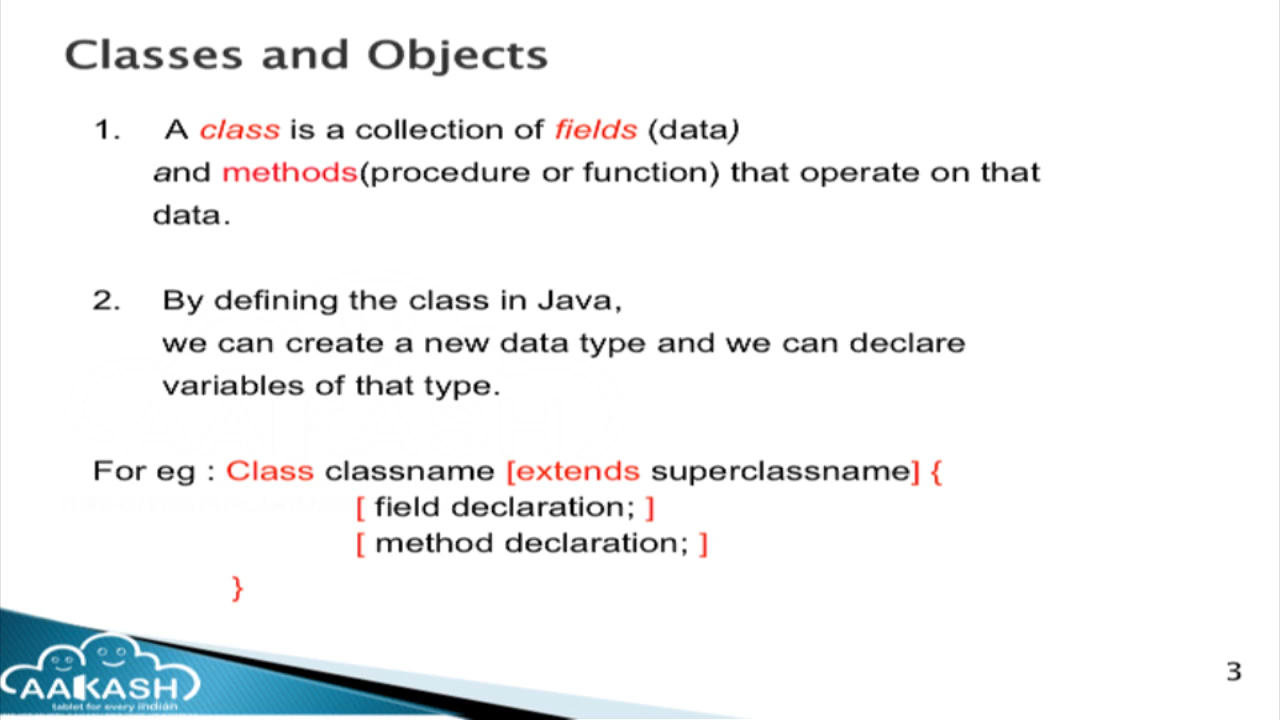 Classes and Objects
1. A class is a collection of fields (data)
and methods(procedure or function) that operate on that
data.
2. By defining the class in Java,
we can create a new data type and we can declare
variables of that type.
For eg : Class classname [extends superclassname] {
[ field declaration; ]
[ method declaration; ]
}
AAKASH
tablet for every indian
3